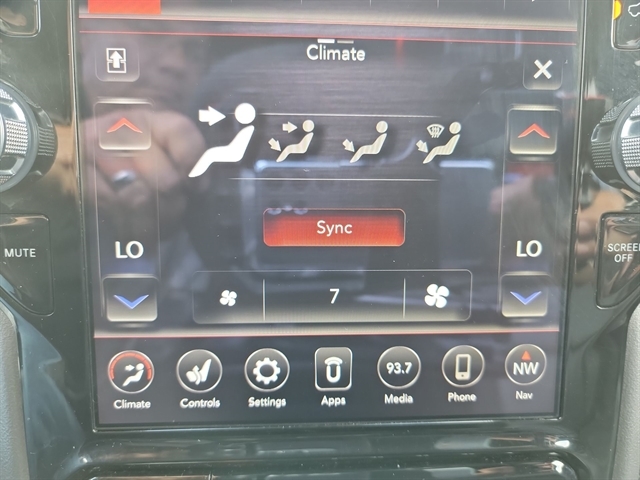 Climate
LO
LO
Sync
7
MUTE
SCREEN
OFF
93.7
NW
Climate
Controls
Settings
Apps
Media
Phone
Nav